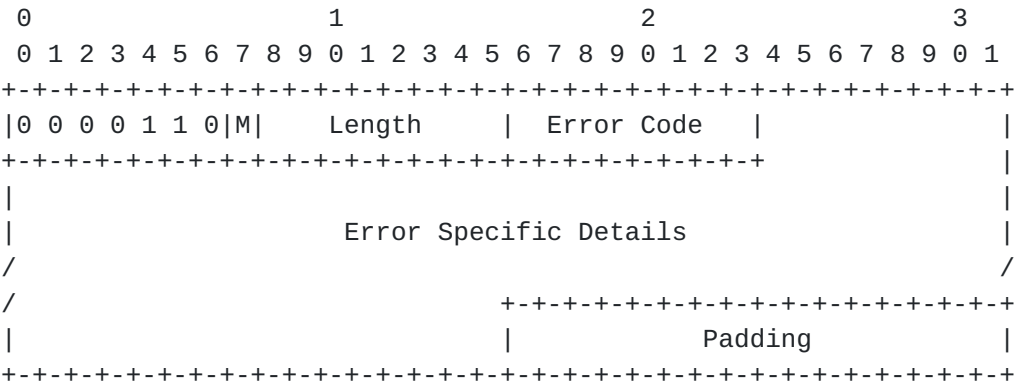 0                   1                   2                   3
 0 1 2 3 4 5 6 7 8 9 0 1 2 3 4 5 6 7 8 9 0 1 2 3 4 5 6 7 8 9 0 1
+-+-+-+-+-+-+-+-+-+-+-+-+-+-+-+-+-+-+-+-+-+-+-+-+-+-+-+-+-+-+-+-+
|0 0 0 0 1 1 0|M|    Length     |  Error Code   |               |
+-+-+-+-+-+-+-+-+-+-+-+-+-+-+-+-+-+-+-+-+-+-+-+-+               |
|                                                               |
|                     Error Specific Details                    |
/                                                               /
/                               +-+-+-+-+-+-+-+-+-+-+-+-+-+-+-+-+
|                               |            Padding            |
+-+-+-+-+-+-+-+-+-+-+-+-+-+-+-+-+-+-+-+-+-+-+-+-+-+-+-+-+-+-+-+-+